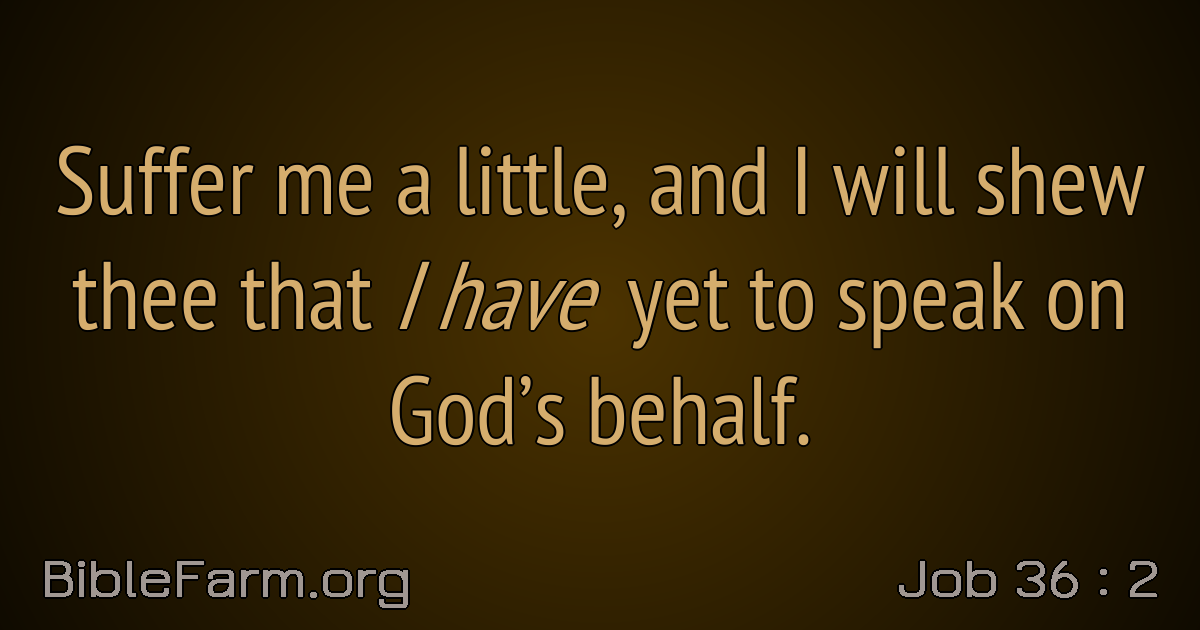 Suffer me a little, and I will shew
thee that I have yet to speak on
God’s behalf.
BibleFarm.org
Job 36 : 2